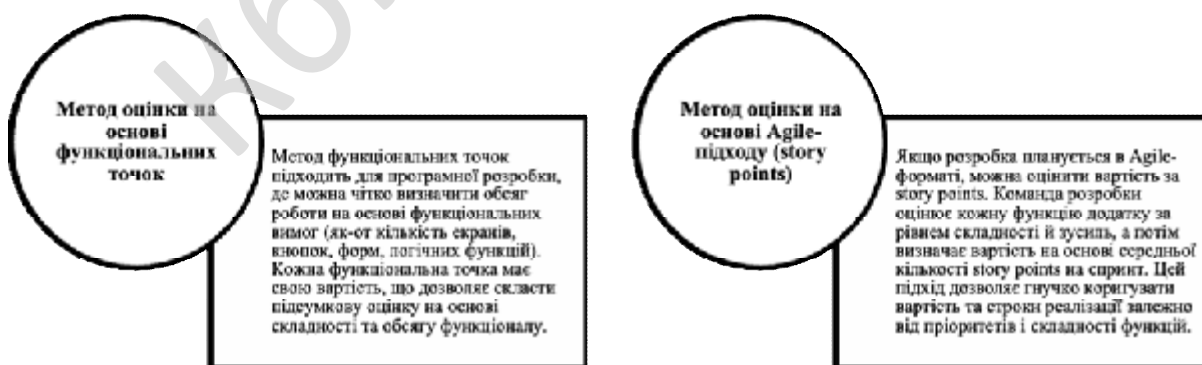 Кб
Метод оцінки на
основі
функціональних
точок
Метод функціональних точок
підходить для програмної розробки,
де можна чітко визначити обсяг
роботи на основі функціональних
вимог (як-от кількість екранів,
кнопок, форм, логічних функцій).
Кожна функціональна точка має
свою вартість, що дозволяє скласти
підсумкову оцінку на основі
складності та обсягу функціоналу.
Метод оцінки на
основі Agile-
підходу (story
points)
Якщо розробка планується в Agile-
форматі, можна оцінити вартість за
story points. Команда розробки
оцінює кожну функцію додатку за
рівнем складності й зусиль, а потім
визначає вартість на основі середньої
кількості story points на спринт. Цей
підхід дозволяє гнучко коригувати
вартість та строки реалізації залежно
від пріоритетів і складності функцій.